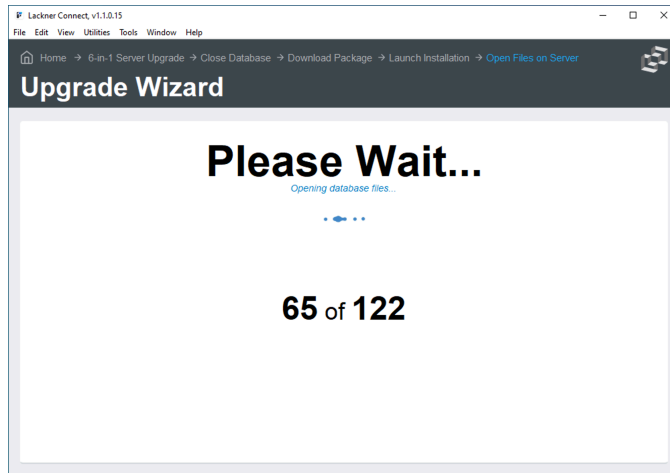 Lackner Connect, v1.1.0.15
File Edit View Utilities Tools Window Help
Home → 6-in-1 Server Upgrade → Close Database → Download Package → Launch Installation → Open Files on Server
Upgrade Wizard
Please Wait...
Opening database files...
65 of 122